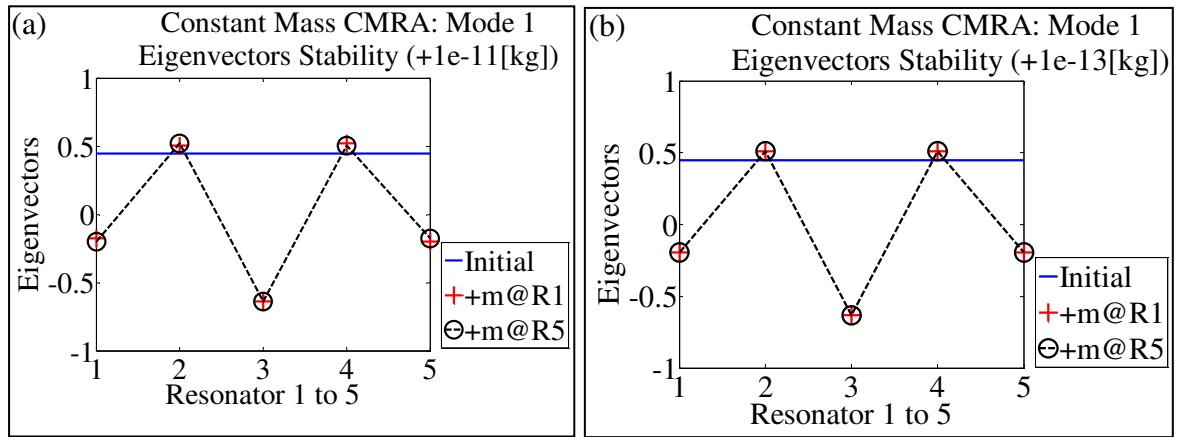 (a)
Constant Mass CMRA: Mode 1
Eigenvectors Stability (+1e-11[kg])
1
0.5
0
-0.5
-1
Eigenvectors
1 2 3 4 5
Resonator 1 to 5
Initial
+m@R1
+m@R5
(b)
Constant Mass CMRA: Mode 1
Eigenvectors Stability (+1e-13[kg])
1
0.5
0
-0.5
-1
Eigenvectors
1 2 3 4 5
Resonator 1 to 5
Initial
+m@R1
+m@R5